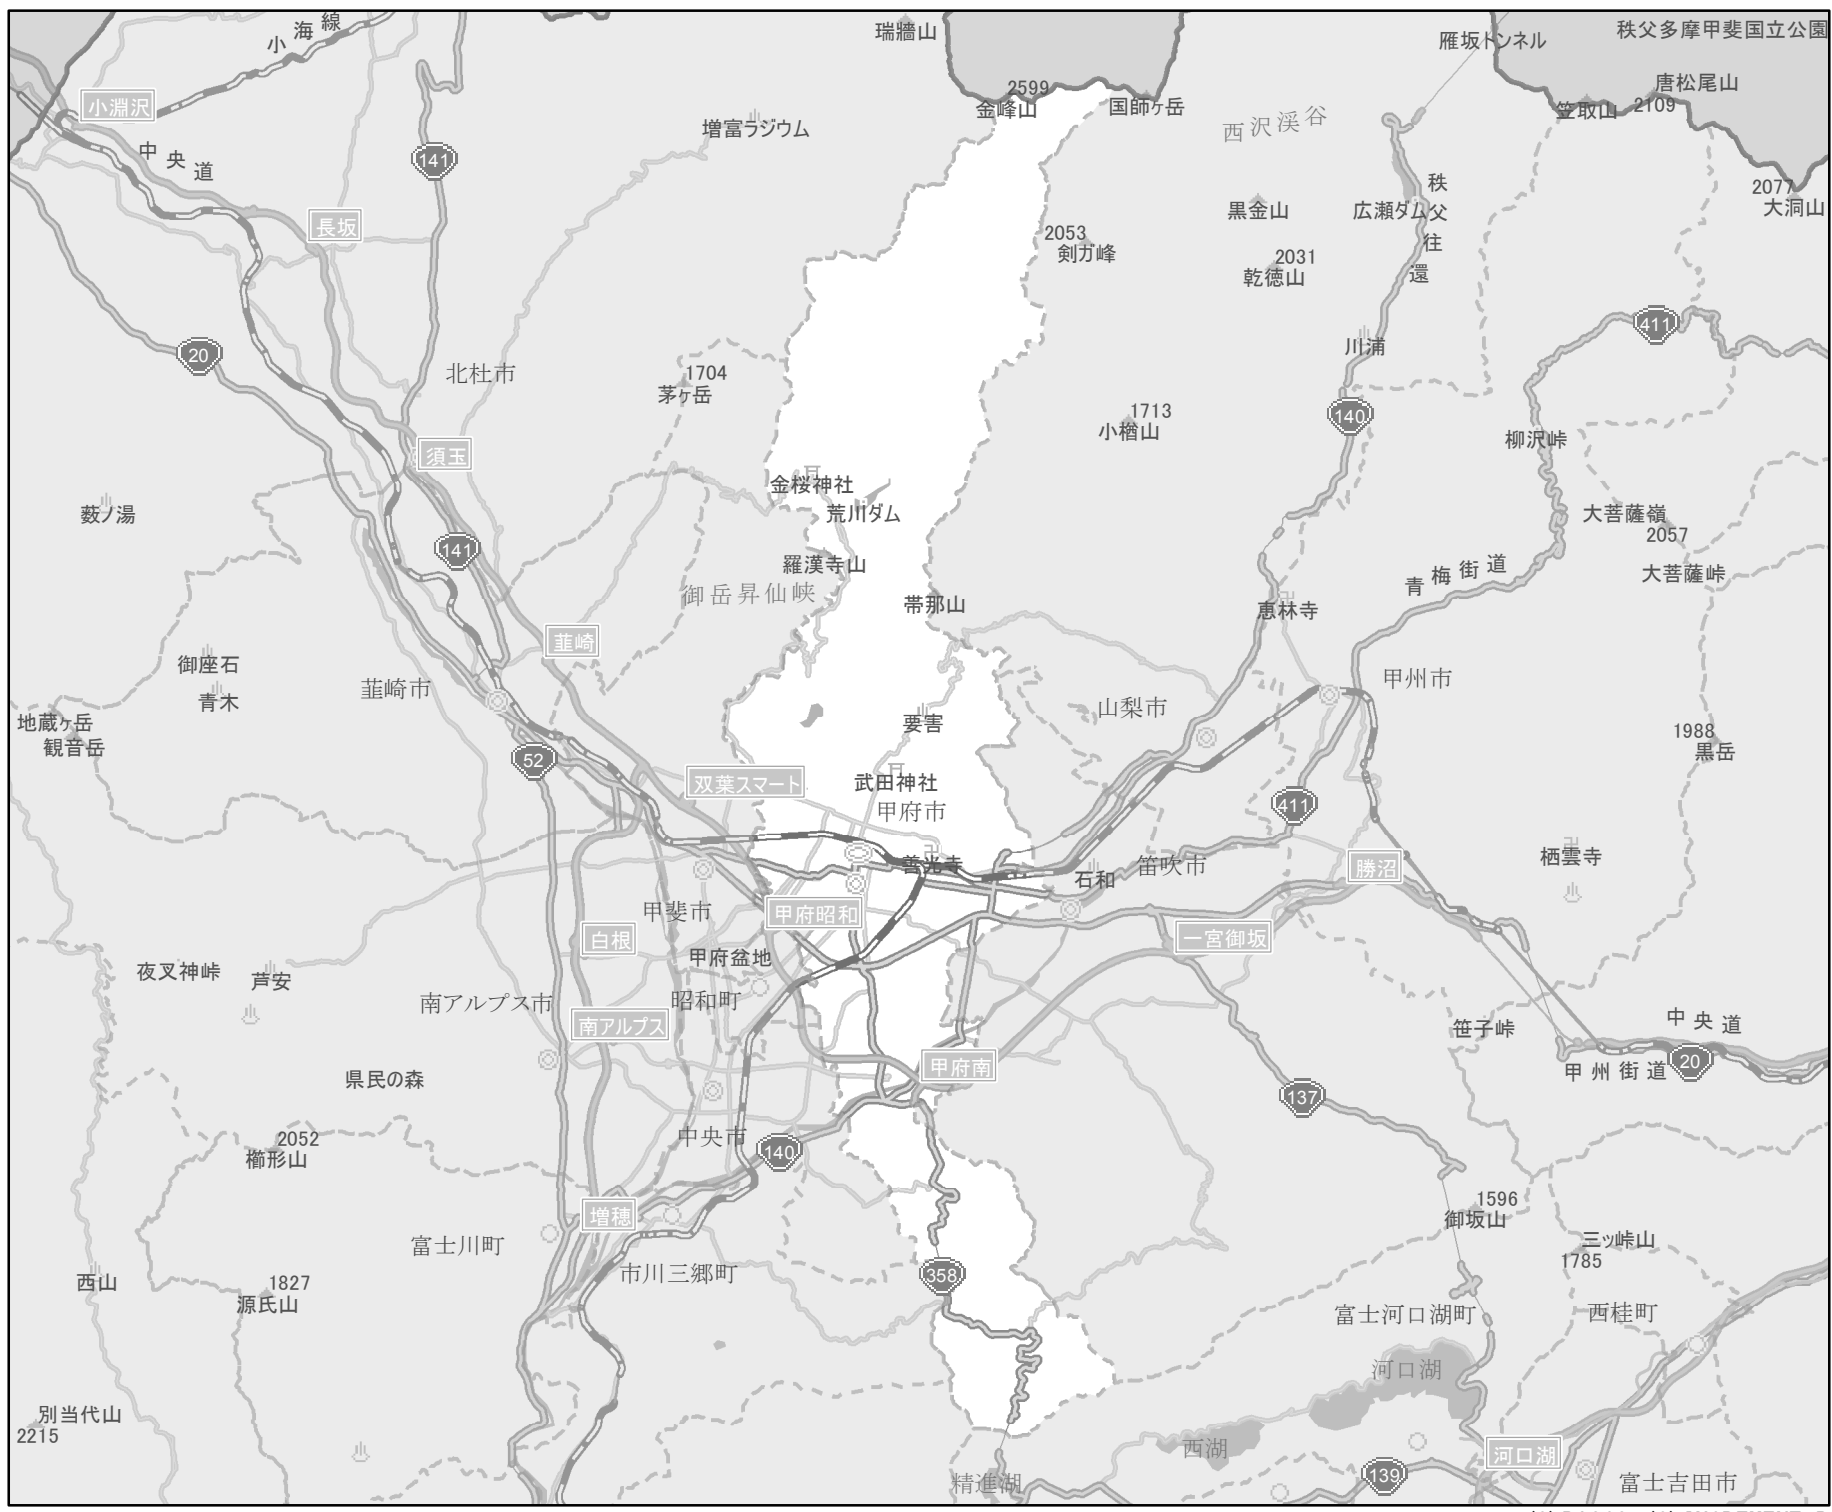 小海線
瑞牆山
雁坂トンネル
秩父多摩甲斐国立公園
小淵沢
2599
金峰山
国師ヶ岳
唐松尾山
笠取山
2109
中央道
141
増富ラジウム
西沢渓谷
秩父往還
2077
大洞山
長坂
黒金山
広瀬ダム
2053
剣ガ峰
2031
乾徳山
20
北杜市
1704
茅ヶ岳
川浦
411
1713
小楢山
140
柳沢峠
須玉
金桜神社
荒川ダム
薮ノ湯
大菩薩嶺
2057
141
羅漢寺山
御岳昇仙峡
帯那山
青梅街道
大菩薩峠
恵林寺
韮崎
御座石
青木
韮崎市
甲州市
地蔵ヶ岳
観音岳
要害
山梨市
1988
黒岳
52
双葉スマート
武田神社
甲府市
411
善光寺
石和
笛吹市
勝沼
栖雲寺
甲斐市
甲府昭和
白根
一宮御坂
甲府盆地
夜叉神峠
芦安
南アルプス市
昭和町
南アルプス
笹子峠
中央道
20
甲州街道
甲府南
県民の森
137
2052
櫛形山
中央市
140
増穂
1596
御坂山
富士川町
三ッ峠山
1785
市川三郷町
358
西山
1827
源氏山
富士河口湖町
西桂町
河口湖
別当代山
2215
西湖
河口湖
精進湖
139
富士吉田市